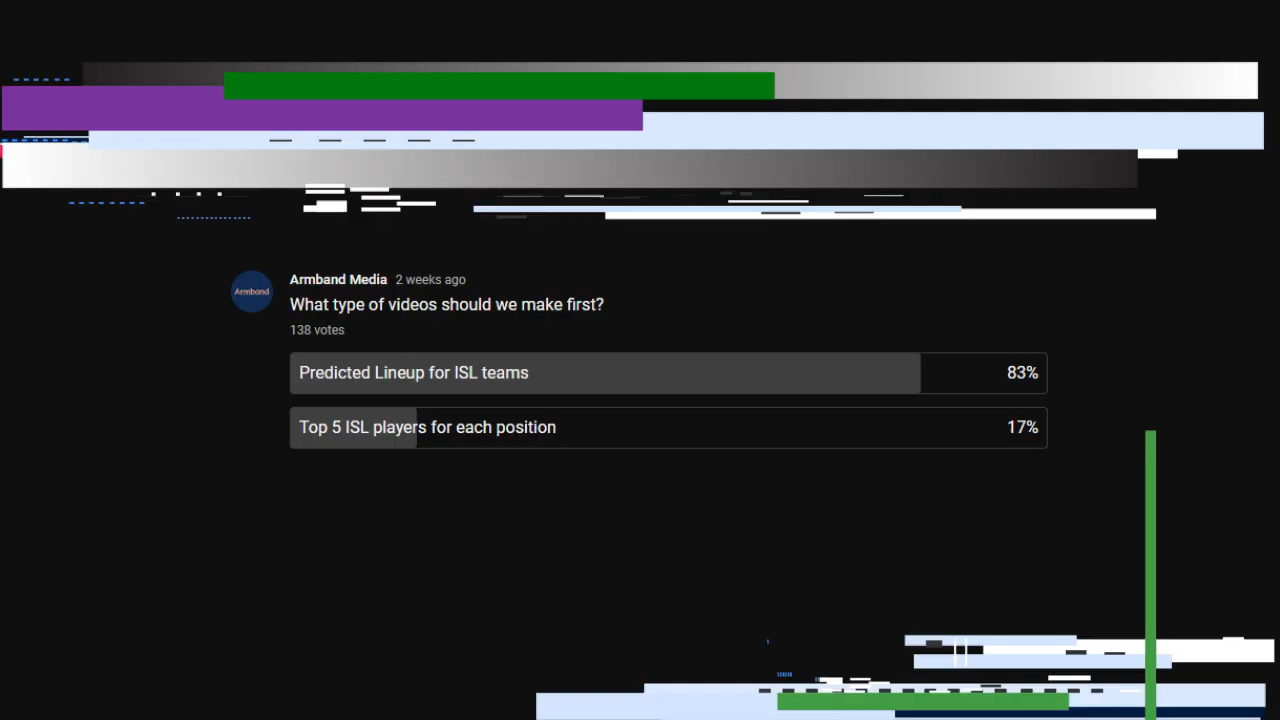 Armband Media 2 weeks ago
Armband
What type of videos should we make first?
138 votes
Predicted Lineup for ISL teams 83%
Top 5 ISL players for each position 17%